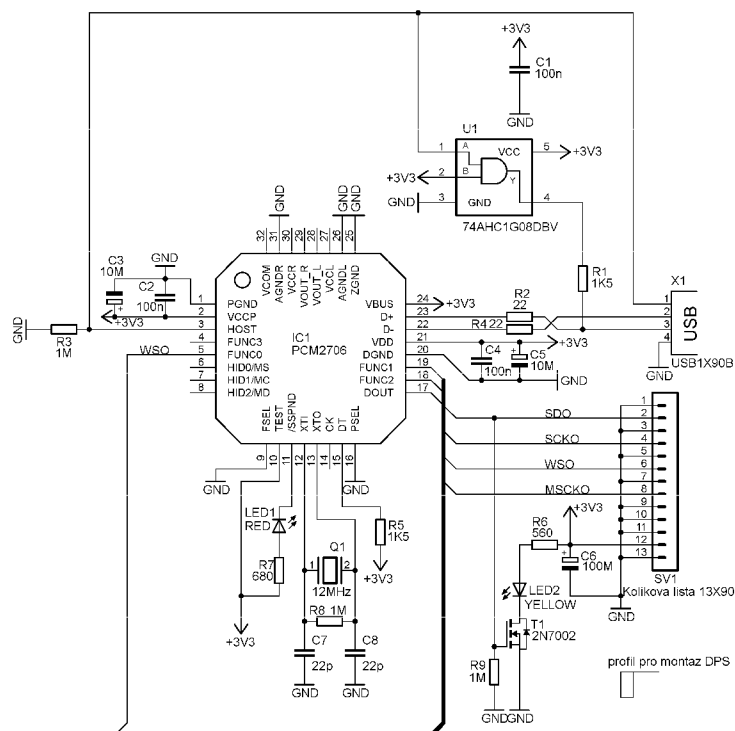 +3V3
C1
100n
GND
U1
1 A VCC 5 +3V3
+3V3 2 B Y 4
GND 3 GND
74AHC1G08DBV
GND GND GND
32 31 30 29 28 27 26 25
VCOM AGNDR VCCR VOUT_R VOUT_L VCCL AGNDL ZGND
C3
10M
GND
C2
100n
+3V3
R1
1K5
X1
1
2
3
4
USB
USB1X90B
GND
R2
22
R4 22
GND
R3
1M
WSO
1 PGND
2 VCCP
3 HOST
4 FUNC3
5 FUNC0
6 HID0/MS
7 HID1/MC
8 HID2/MD
IC1
PCM2706
VBUS 24 +3V3
D+ 23
D- 22
VDD 21
DGND 20
FUNC1 19
FUNC2 18
DOUT 17
+3V3
C4
100n
C5
10M
GND
FSEL TEST /SSPND XTI XTO CK DT PSEL
9 10 11 12 13 14 15 16
GND
GND
LED1
RED
R7
680
+3V3
Q1
1 2
12MHz
R8 1M
C7
22p
GND
C8
22p
GND
R5
1K5
+3V3
SDO
SCKO
WSO
MSCKO
1
2
3
4
5
6
7
8
9
10
11
12
13
SV1
Kolikova lista 13X90
GND
+3V3
R6
560
C6
100M
LED2
YELLOW
T1
2N7002
R9
1M
GND GND
profil pro montaz DPS